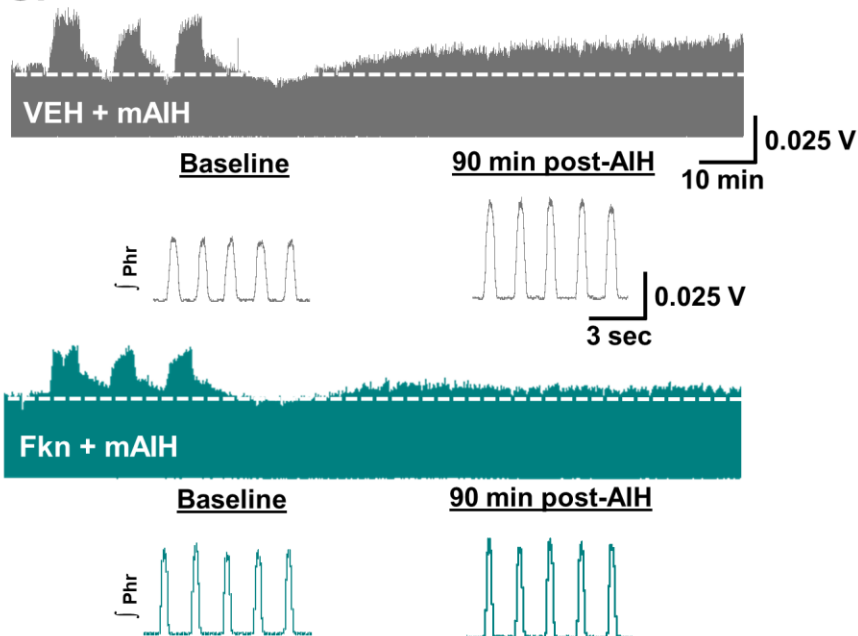 VEH + mAIH
0.025 V
10 min
Baseline
90 min post-AIH
∫ Phr
0.025 V
3 sec
Fkn + mAIH
Baseline
90 min post-AIH
∫ Phr